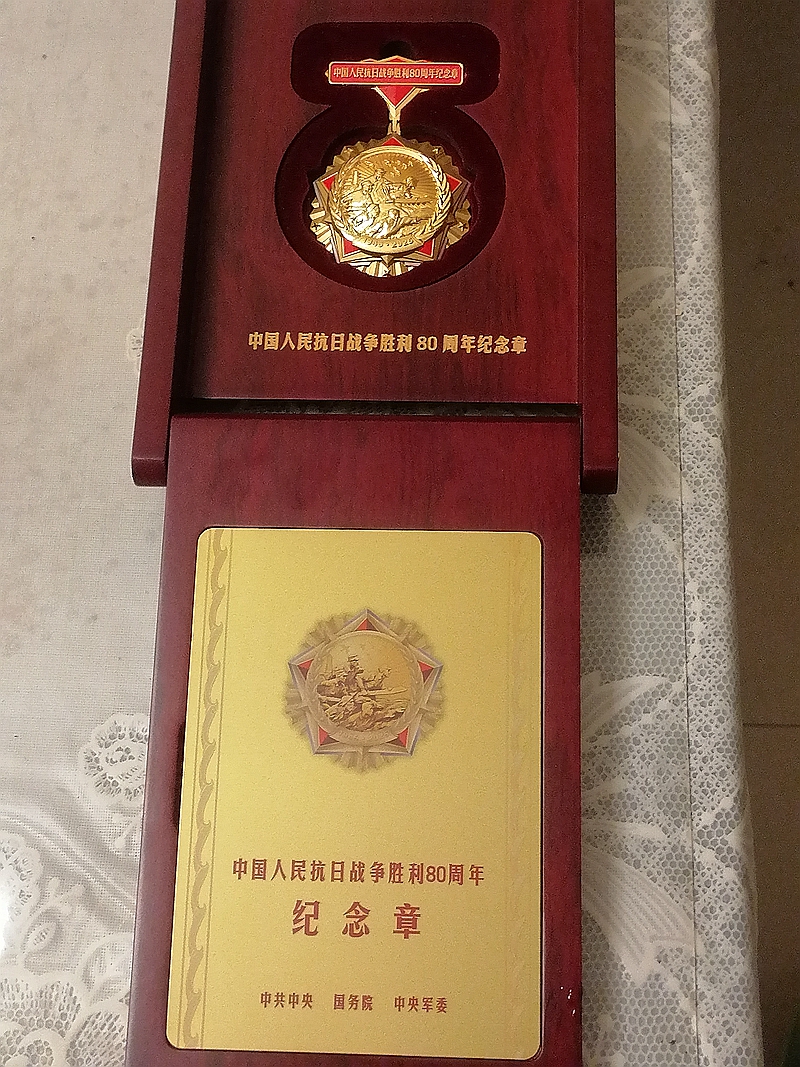 中国人民抗日战争胜利80周年纪念章
中国人民抗日战争胜利 80 周年纪念章
中国人民抗日战争胜利80周年
纪念章
中共中央 国务院 中央军委